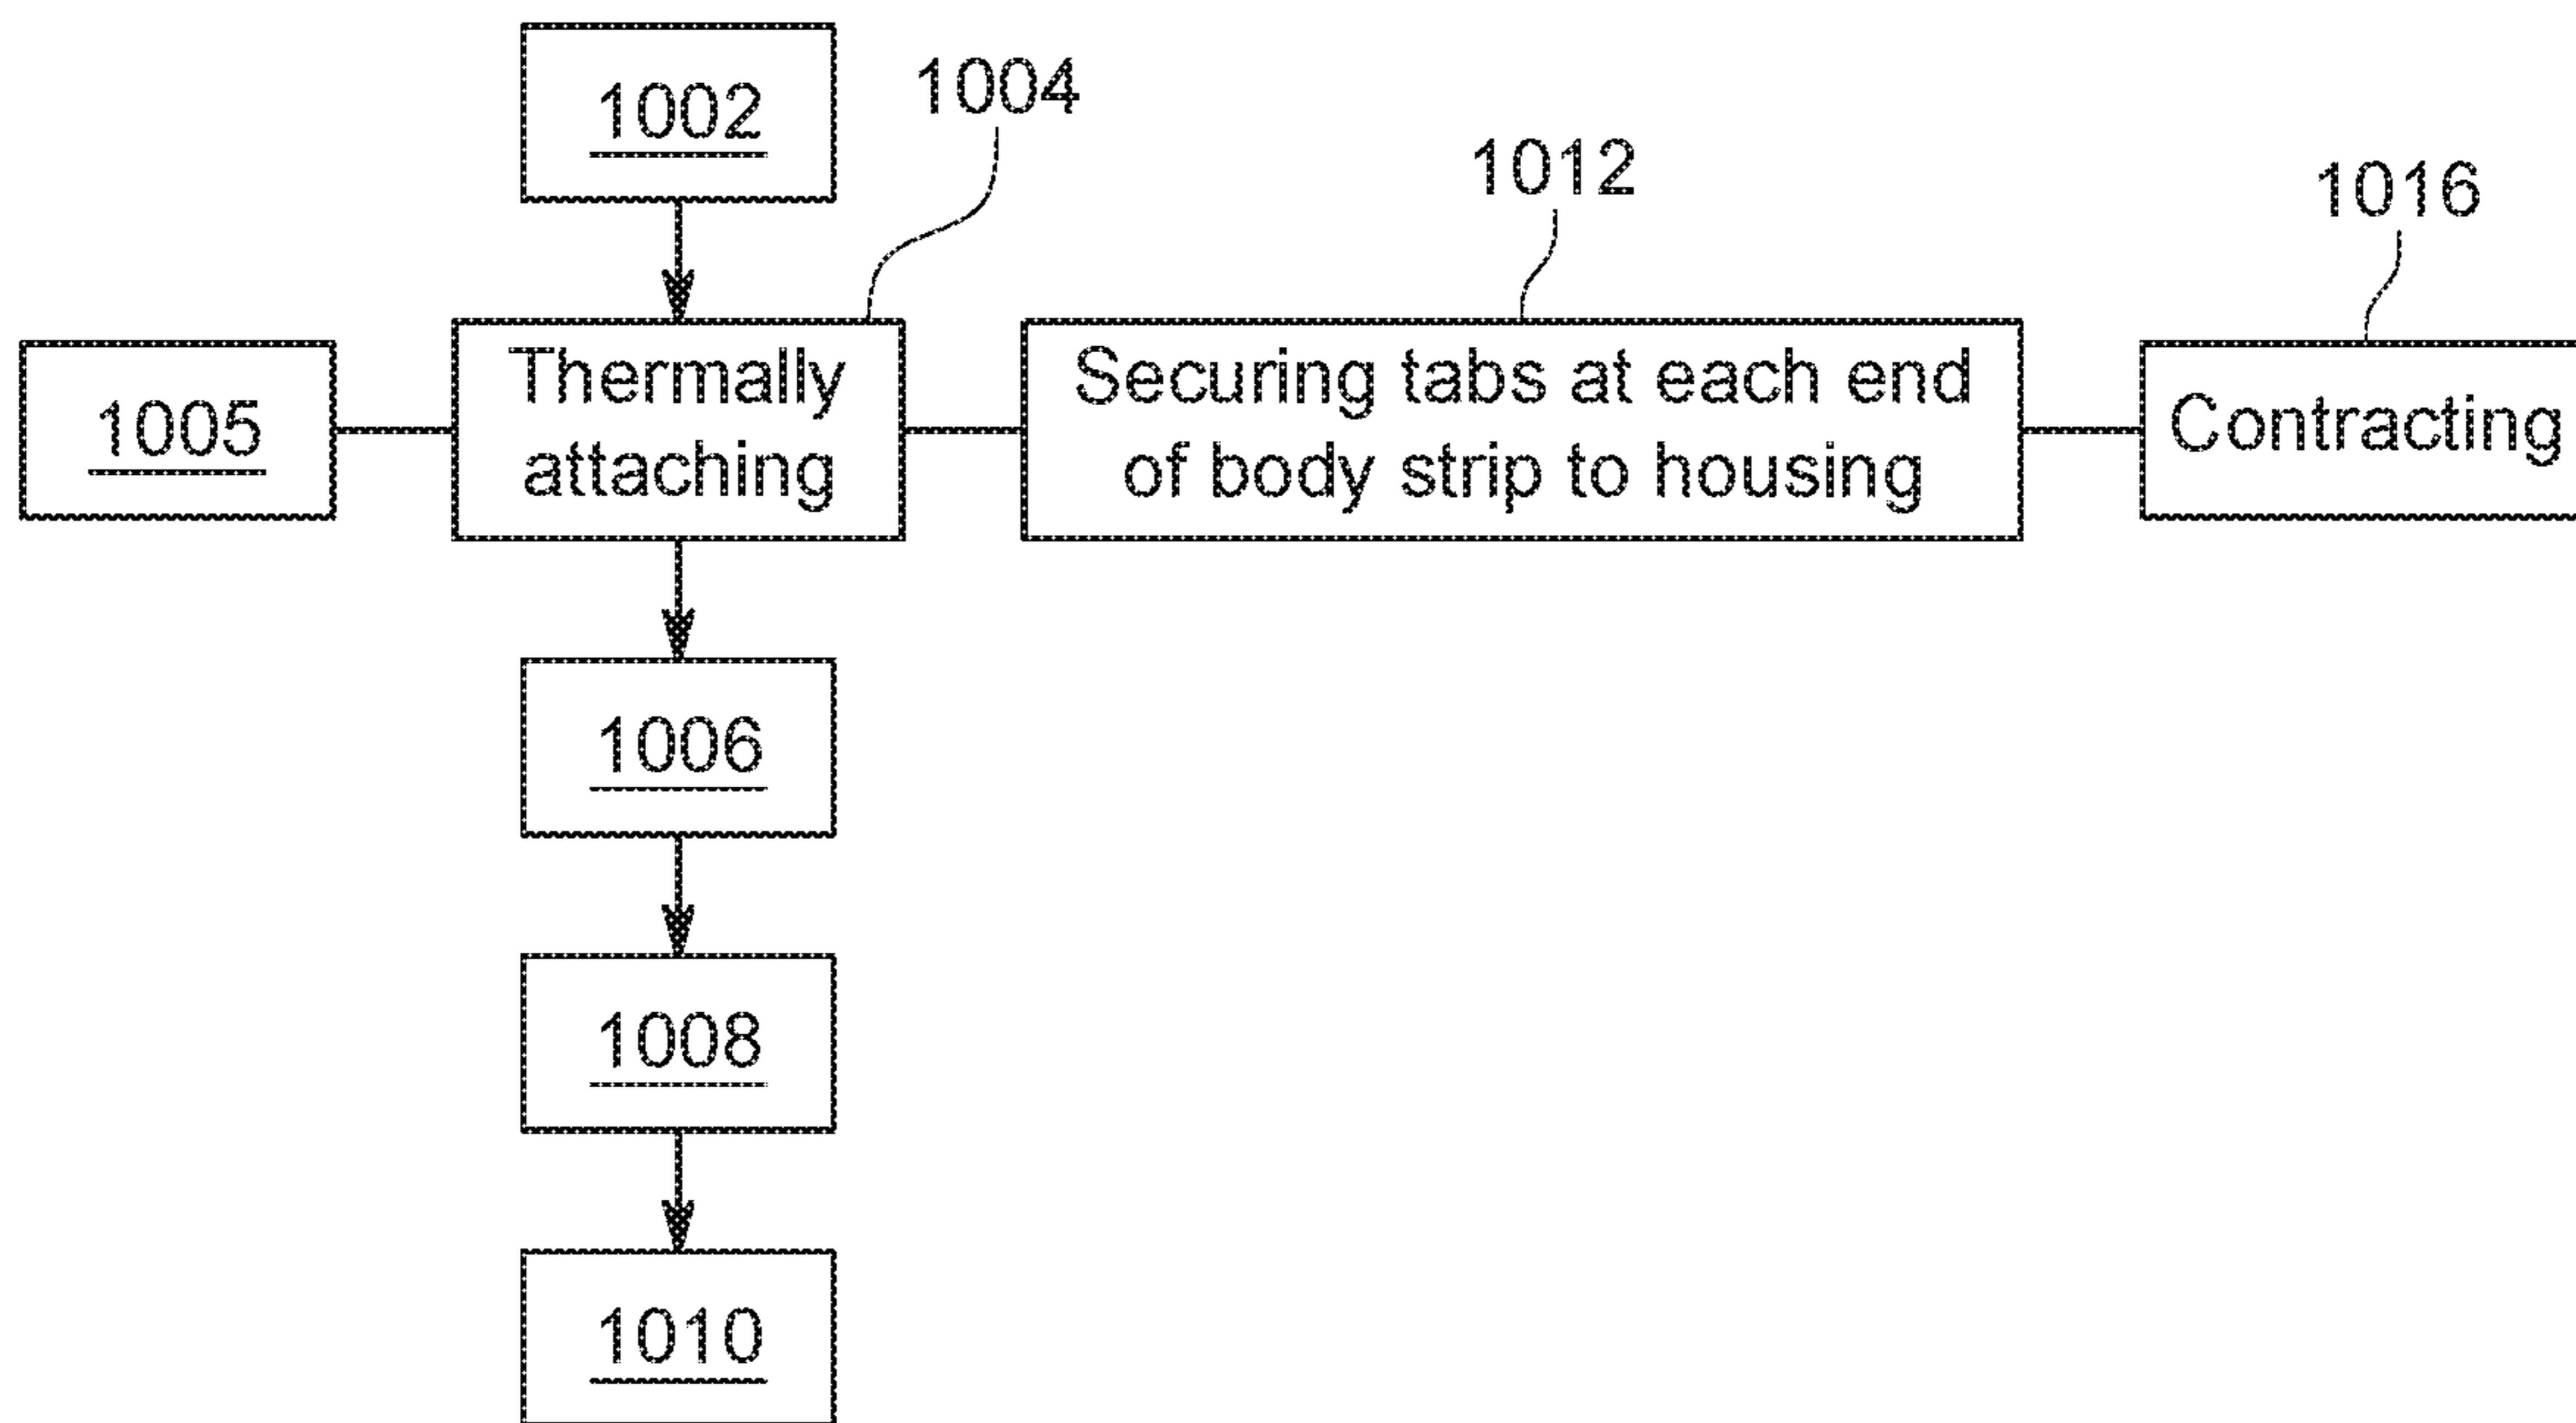 1002
1004
1012
1016
1005
Thermally
attaching
Securing tabs at each end
of body strip to housing
Contracting
1006
1008
1010